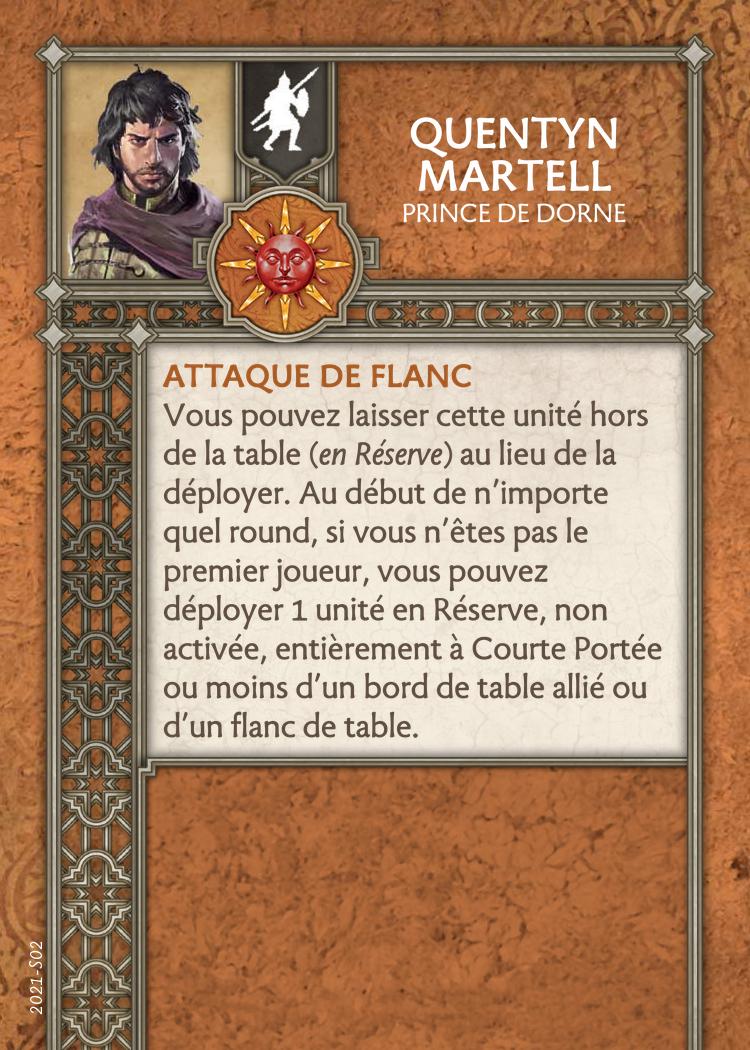 QUENTYN
MARTELL
PRINCE DE DORNE
ATTAQUE DE FLANC
Vous pouvez laisser cette unité hors
de la table (en Réserve) au lieu de la
déployer. Au début de n’importe
quel round, si vous n’êtes pas le
premier joueur, vous pouvez
déployer 1 unité en Réserve, non
activée, entièrement à Courte Portée
ou moins d’un bord de table allié ou
d’un flanc de table.
2021-S02